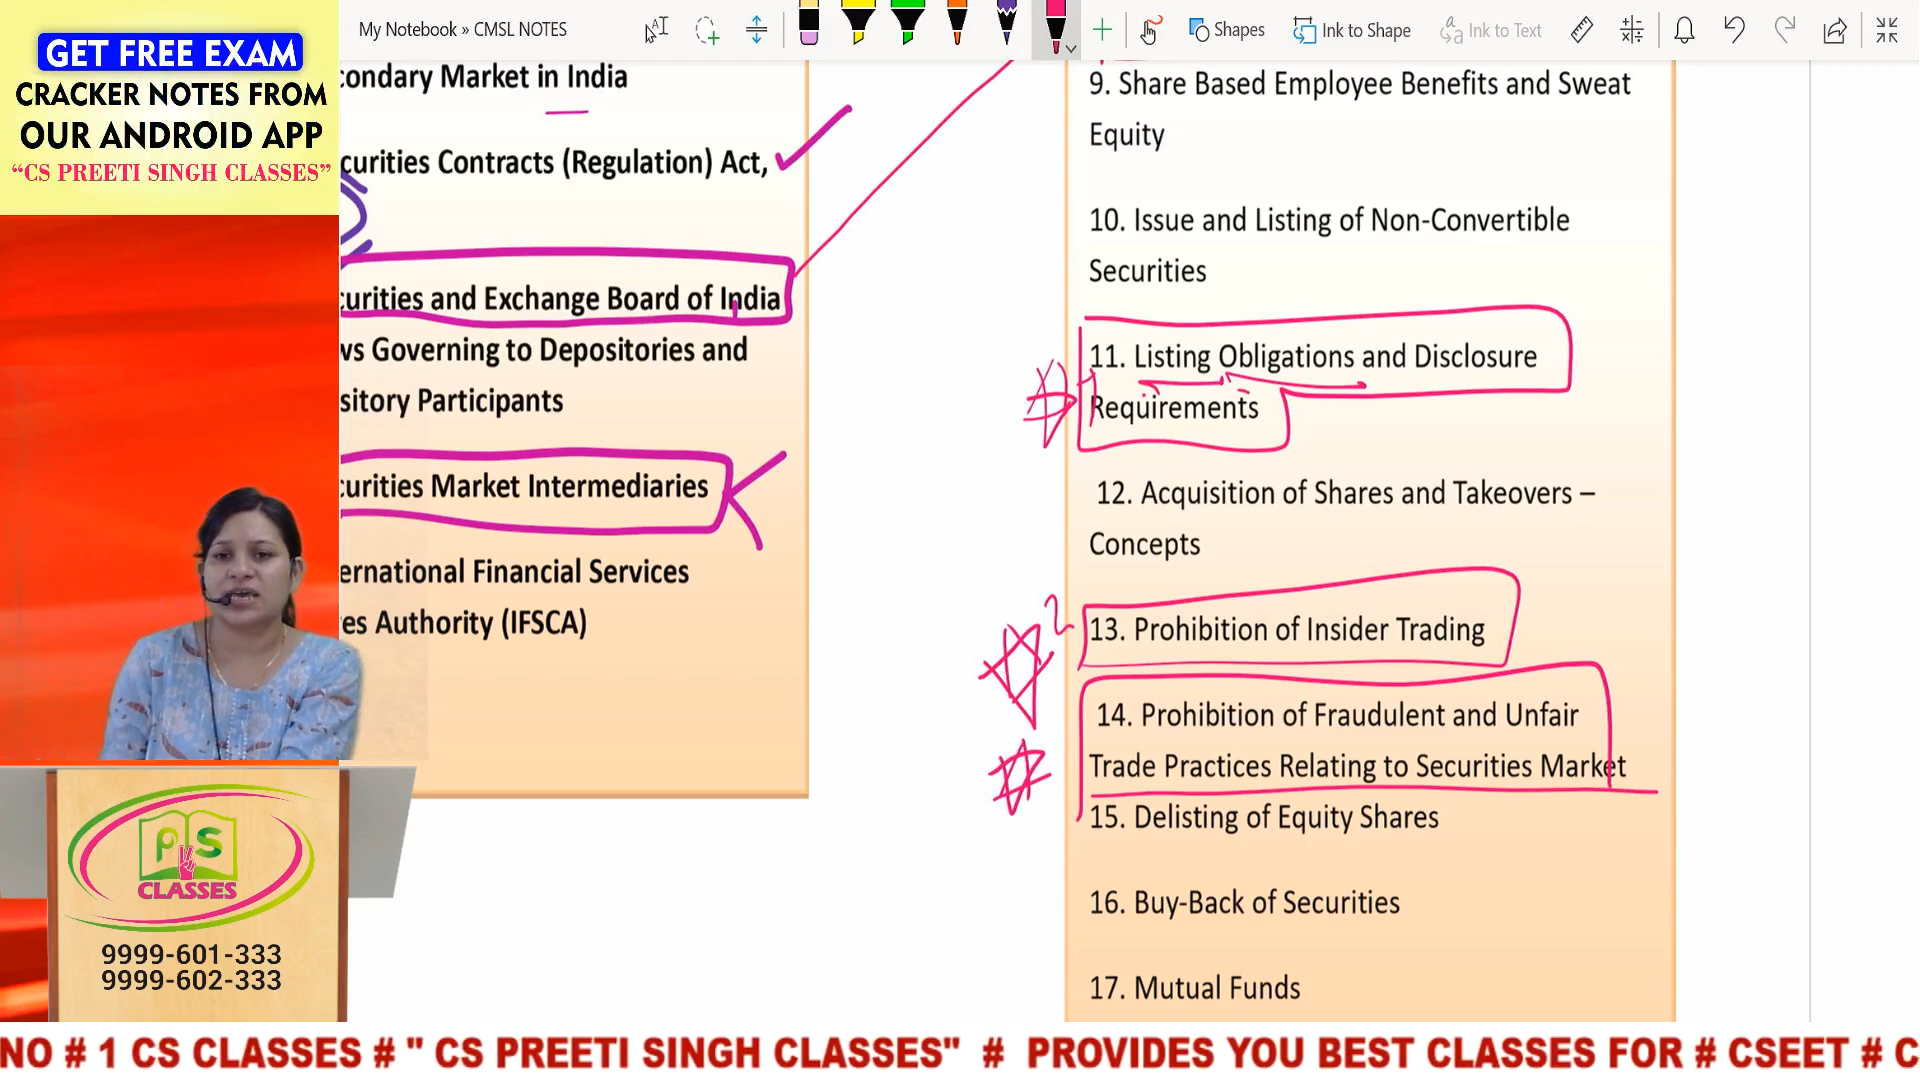 GET FREE EXAM
CRACKER NOTES FROM
OUR ANDROID APP
“CS PREETI SINGH CLASSES”
My Notebook » CMSL NOTES
Shapes
Ink to Shape
Ink to Text
condary Market in India
curities Contracts (Regulation) Act,
curities and Exchange Board of India
ws Governing to Depositories and
sitory Participants
curities Market Intermediaries
ernational Financial Services
res Authority (IFSCA)
9. Share Based Employee Benefits and Sweat
Equity
10. Issue and Listing of Non-Convertible
Securities
11. Listing Obligations and Disclosure
Requirements
12. Acquisition of Shares and Takeovers –
Concepts
2
13. Prohibition of Insider Trading
14. Prohibition of Fraudulent and Unfair
Trade Practices Relating to Securities Market
15. Delisting of Equity Shares
16. Buy-Back of Securities
17. Mutual Funds
PS
CLASSES
9999-601-333
9999-602-333
NO # 1 CS CLASSES # " CS PREETI SINGH CLASSES" # PROVIDES YOU BEST CLASSES FOR # CSEET # C